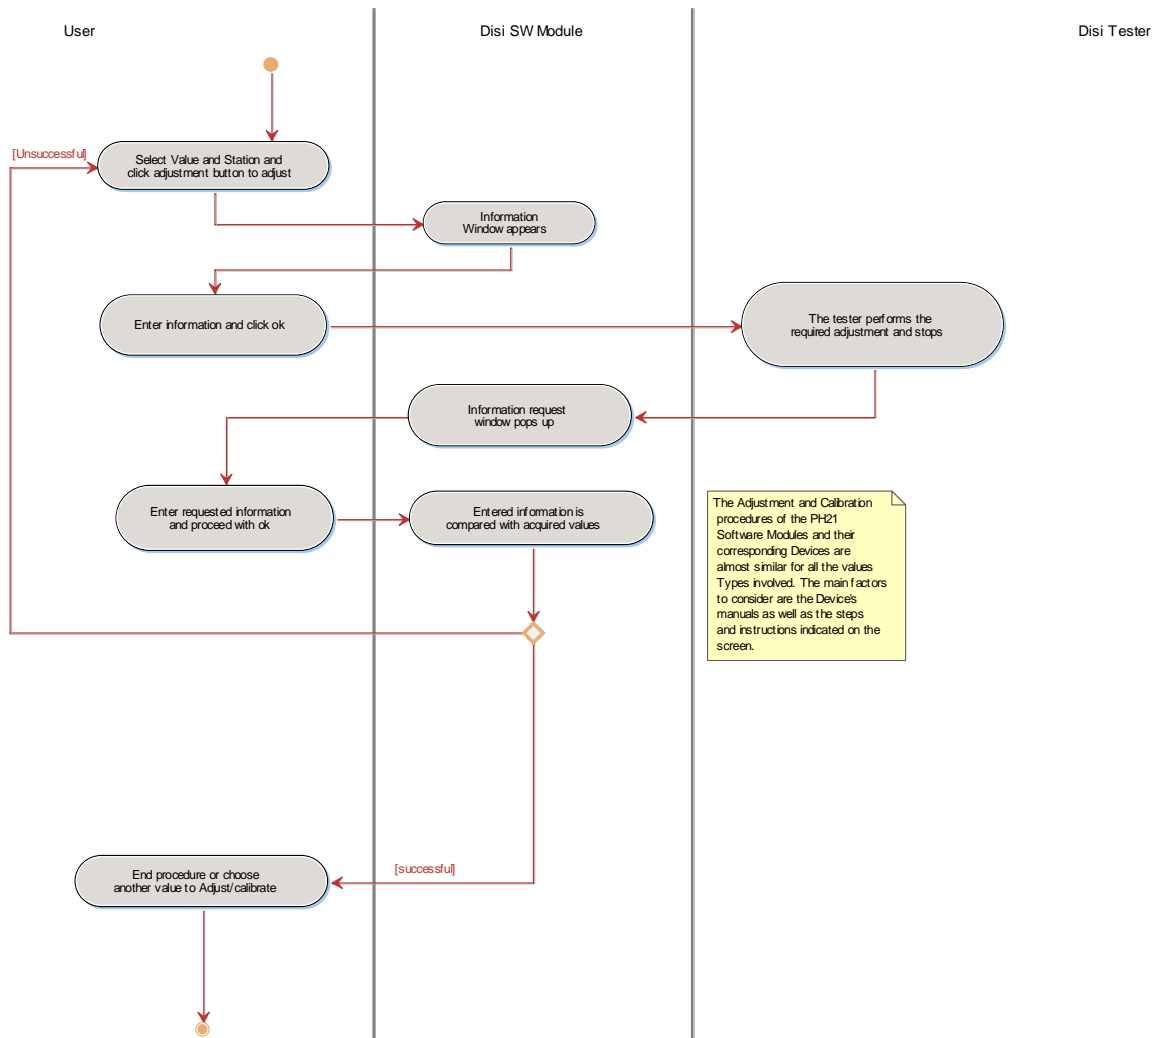 User
Disi SW Module
Disi Tester
[Unsuccessful]
Select Value and Station and
click adjustment button to adjust
Information
Window appears
Enter information and click ok
The tester performs the
required adjustment and stops
Information request
window pops up
Enter requested information
and proceed with ok
Entered information is
compared with acquired values
The Adjustment and Calibration
procedures of the PH21
Software Modules and their
corresponding Devices are
almost similar for all the values
Types involved. The main factors
to consider are the Device's
manuals as well as the steps
and instructions indicated on the
screen.
[successful]
End procedure or choose
another value to Adjust/calibrate